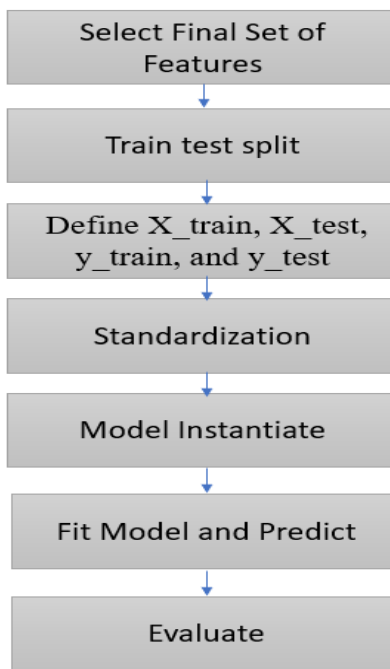 Select Final Set of
Features
Train test split
Define X_train, X_test,
y_train, and y_test
Standardization
Model Instantiate
Fit Model and Predict
Evaluate